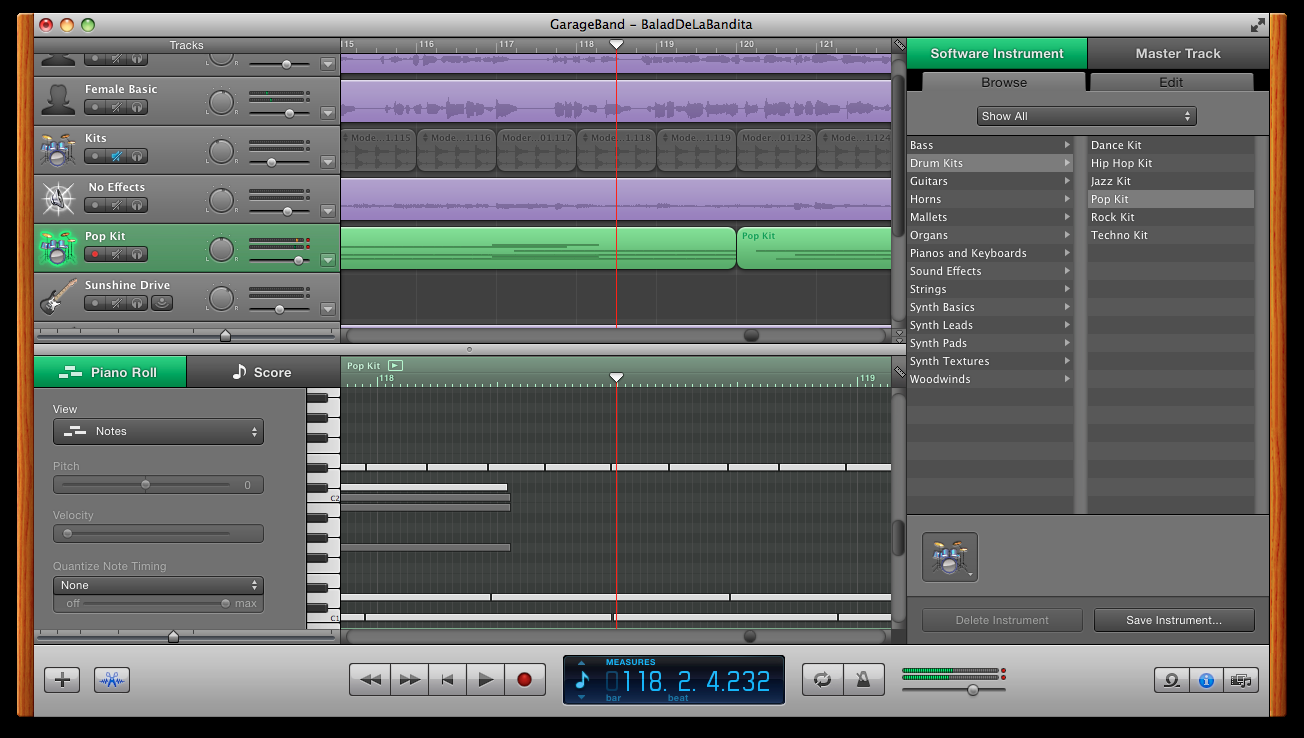 GarageBand – BaladDeLaBandita
Tracks
115 116 117 118 119 120 121
Software Instrument
Master Track
Browse
Edit
Show All
Female Basic
Kits
Mode...1.115 Mode...1.116 Moder...01.117 Mode...1.118 Mode...1.119 Moder...01.123 Mode...1.124
No Effects
Pop Kit
Pop Kit
Sunshine Drive
L R
Bass
Drum Kits
Guitars
Horns
Mallets
Organs
Pianos and Keyboards
Sound Effects
Strings
Synth Basics
Synth Leads
Synth Pads
Synth Textures
Woodwinds
Dance Kit
Hip Hop Kit
Jazz Kit
Pop Kit
Rock Kit
Techno Kit
Piano Roll
Score
Pop Kit
118 119
View
Notes
Pitch
0
Velocity
Quantize Note Timing
None
off max
C2
C1
Delete Instrument
Save Instrument...
MEASURES
118. 2. 4.232
bar beat